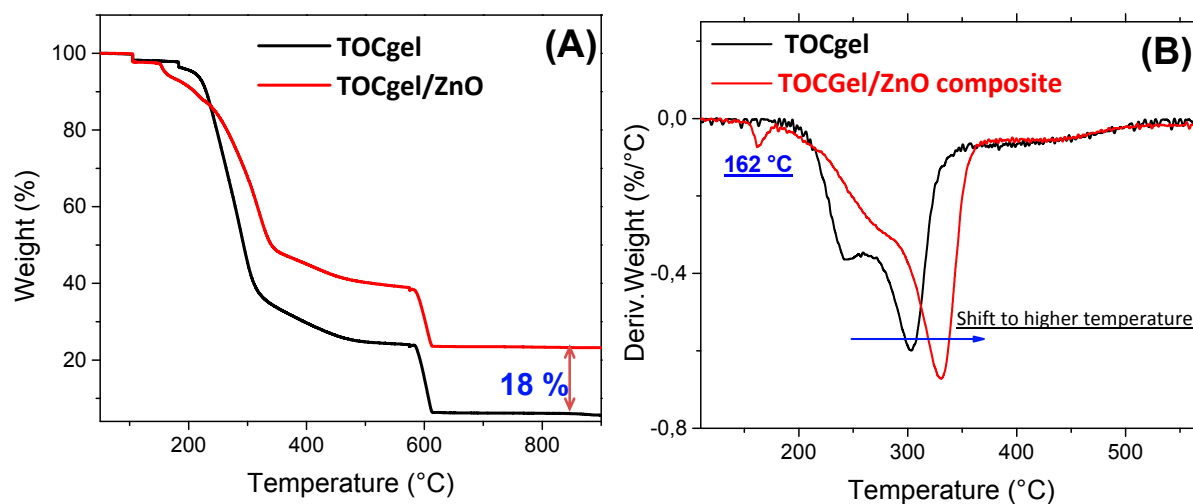 (A)
TOCgel
TOCgel/ZnO
18 %
Weight (%)
100
80
60
40
20
200
400
600
800
Temperature (°C)
(B)
TOCgel
TOCGel/ZnO composite
162 °C
Shift to higher temperature
Deriv.Weight (%/°C)
0,0
-0,4
-0,8
200
300
400
500
Temperature (°C)